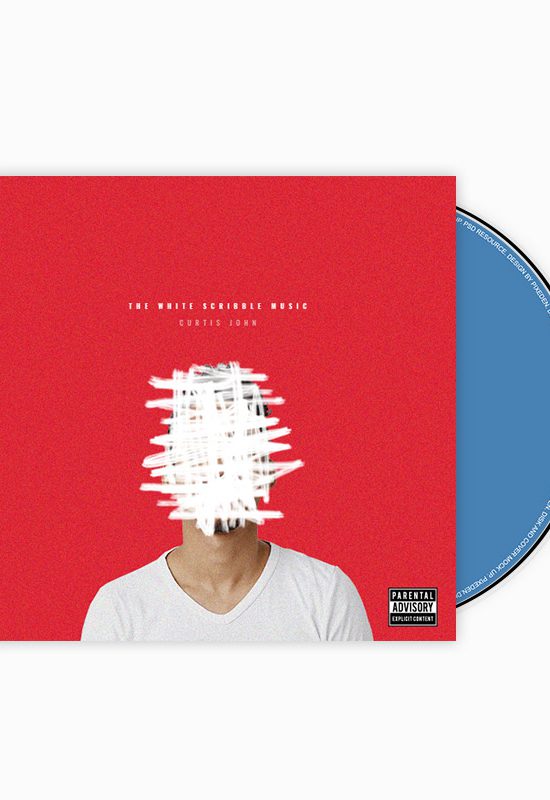 THE WHITE SCRIBBLE MUSIC
CURTIS JOHN
PARENTAL
ADVISORY
EXPLICIT CONTENT
PSD RESOURCE. DESIGN BY PIXEDEN.
DISK AND COVER MOCK UP PIXEDEN